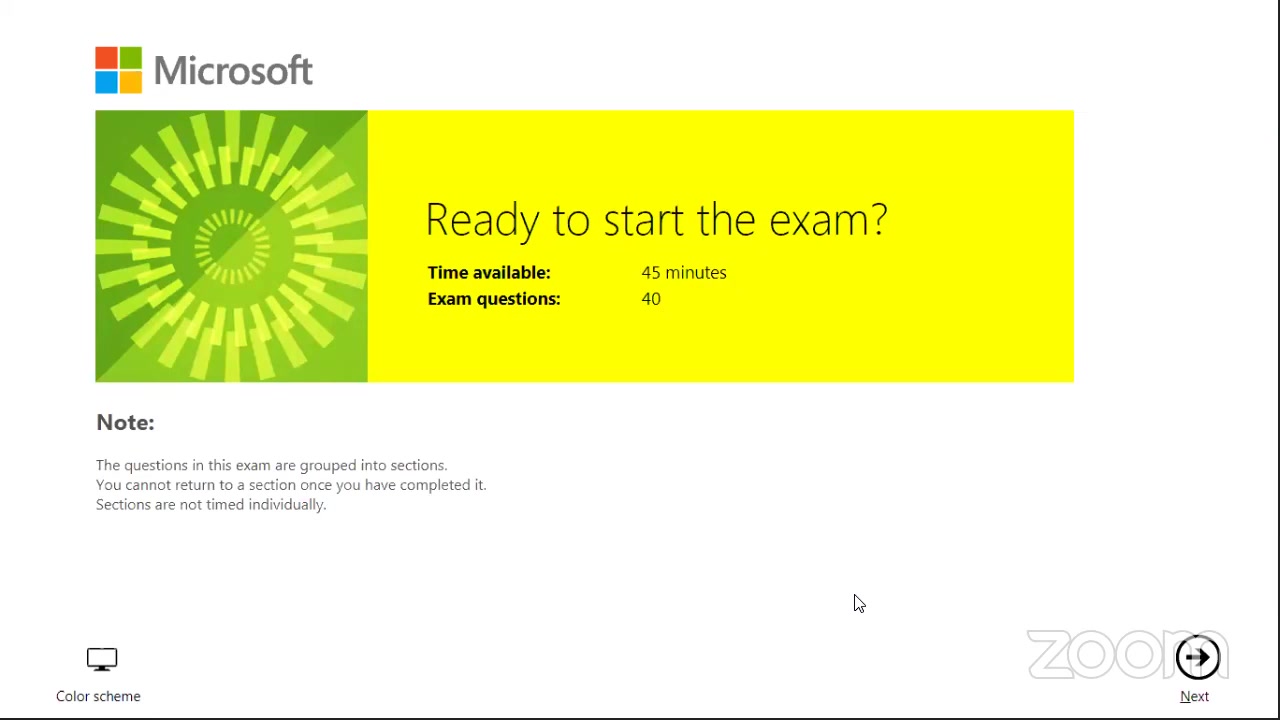 Microsoft
Ready to start the exam?
Time available: 45 minutes
Exam questions: 40
Note:
The questions in this exam are grouped into sections.
You cannot return to a section once you have completed it.
Sections are not timed individually.
zoom
Color scheme
Next